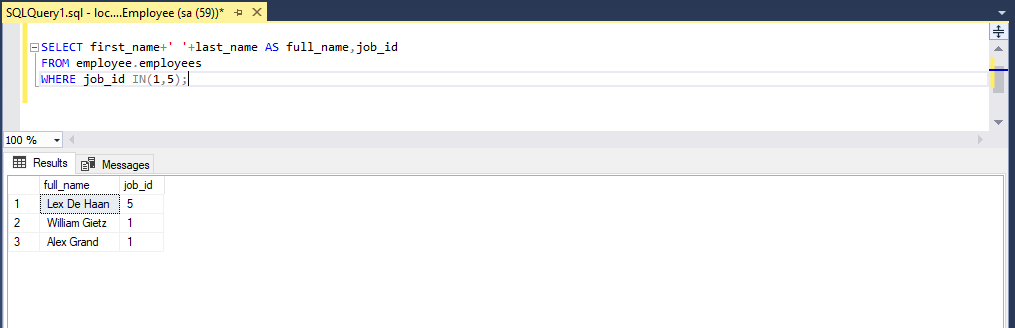 SQLQuery1.sql - loc....Employee (sa (59))*
SELECT first_name+' '+last_name AS full_name,job_id
FROM employee.employees
WHERE job_id IN(1,5);
100 %
Results Messages
full_name job_id
1 Lex De Haan 5
2 William Gietz 1
3 Alex Grand 1